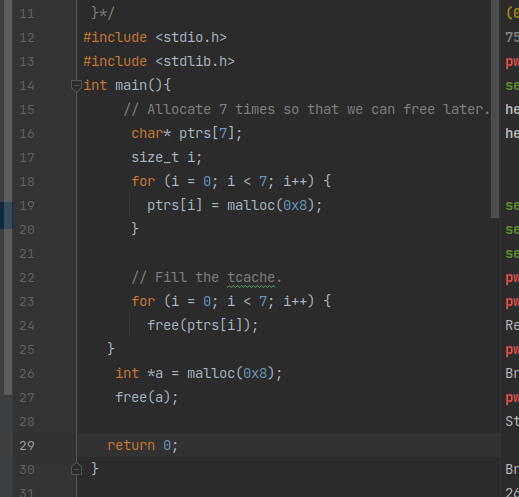 11 }*/
12 #include <stdio.h>
13 #include <stdlib.h>
14 int main(){
15 // Allocate 7 times so that we can free later.
16 char* ptrs[7];
17 size_t i;
18 for (i = 0; i < 7; i++) {
19 ptrs[i] = malloc(0x8);
20 }
21
22 // Fill the tcache.
23 for (i = 0; i < 7; i++) {
24 free(ptrs[i]);
25 }
26 int *a = malloc(0x8);
27 free(a);
28
29 return 0;
30 }
31
(0
75
pw
se
he
he
se
se
se
pw
pw
Re
pw
Br
pw
St
Br
26